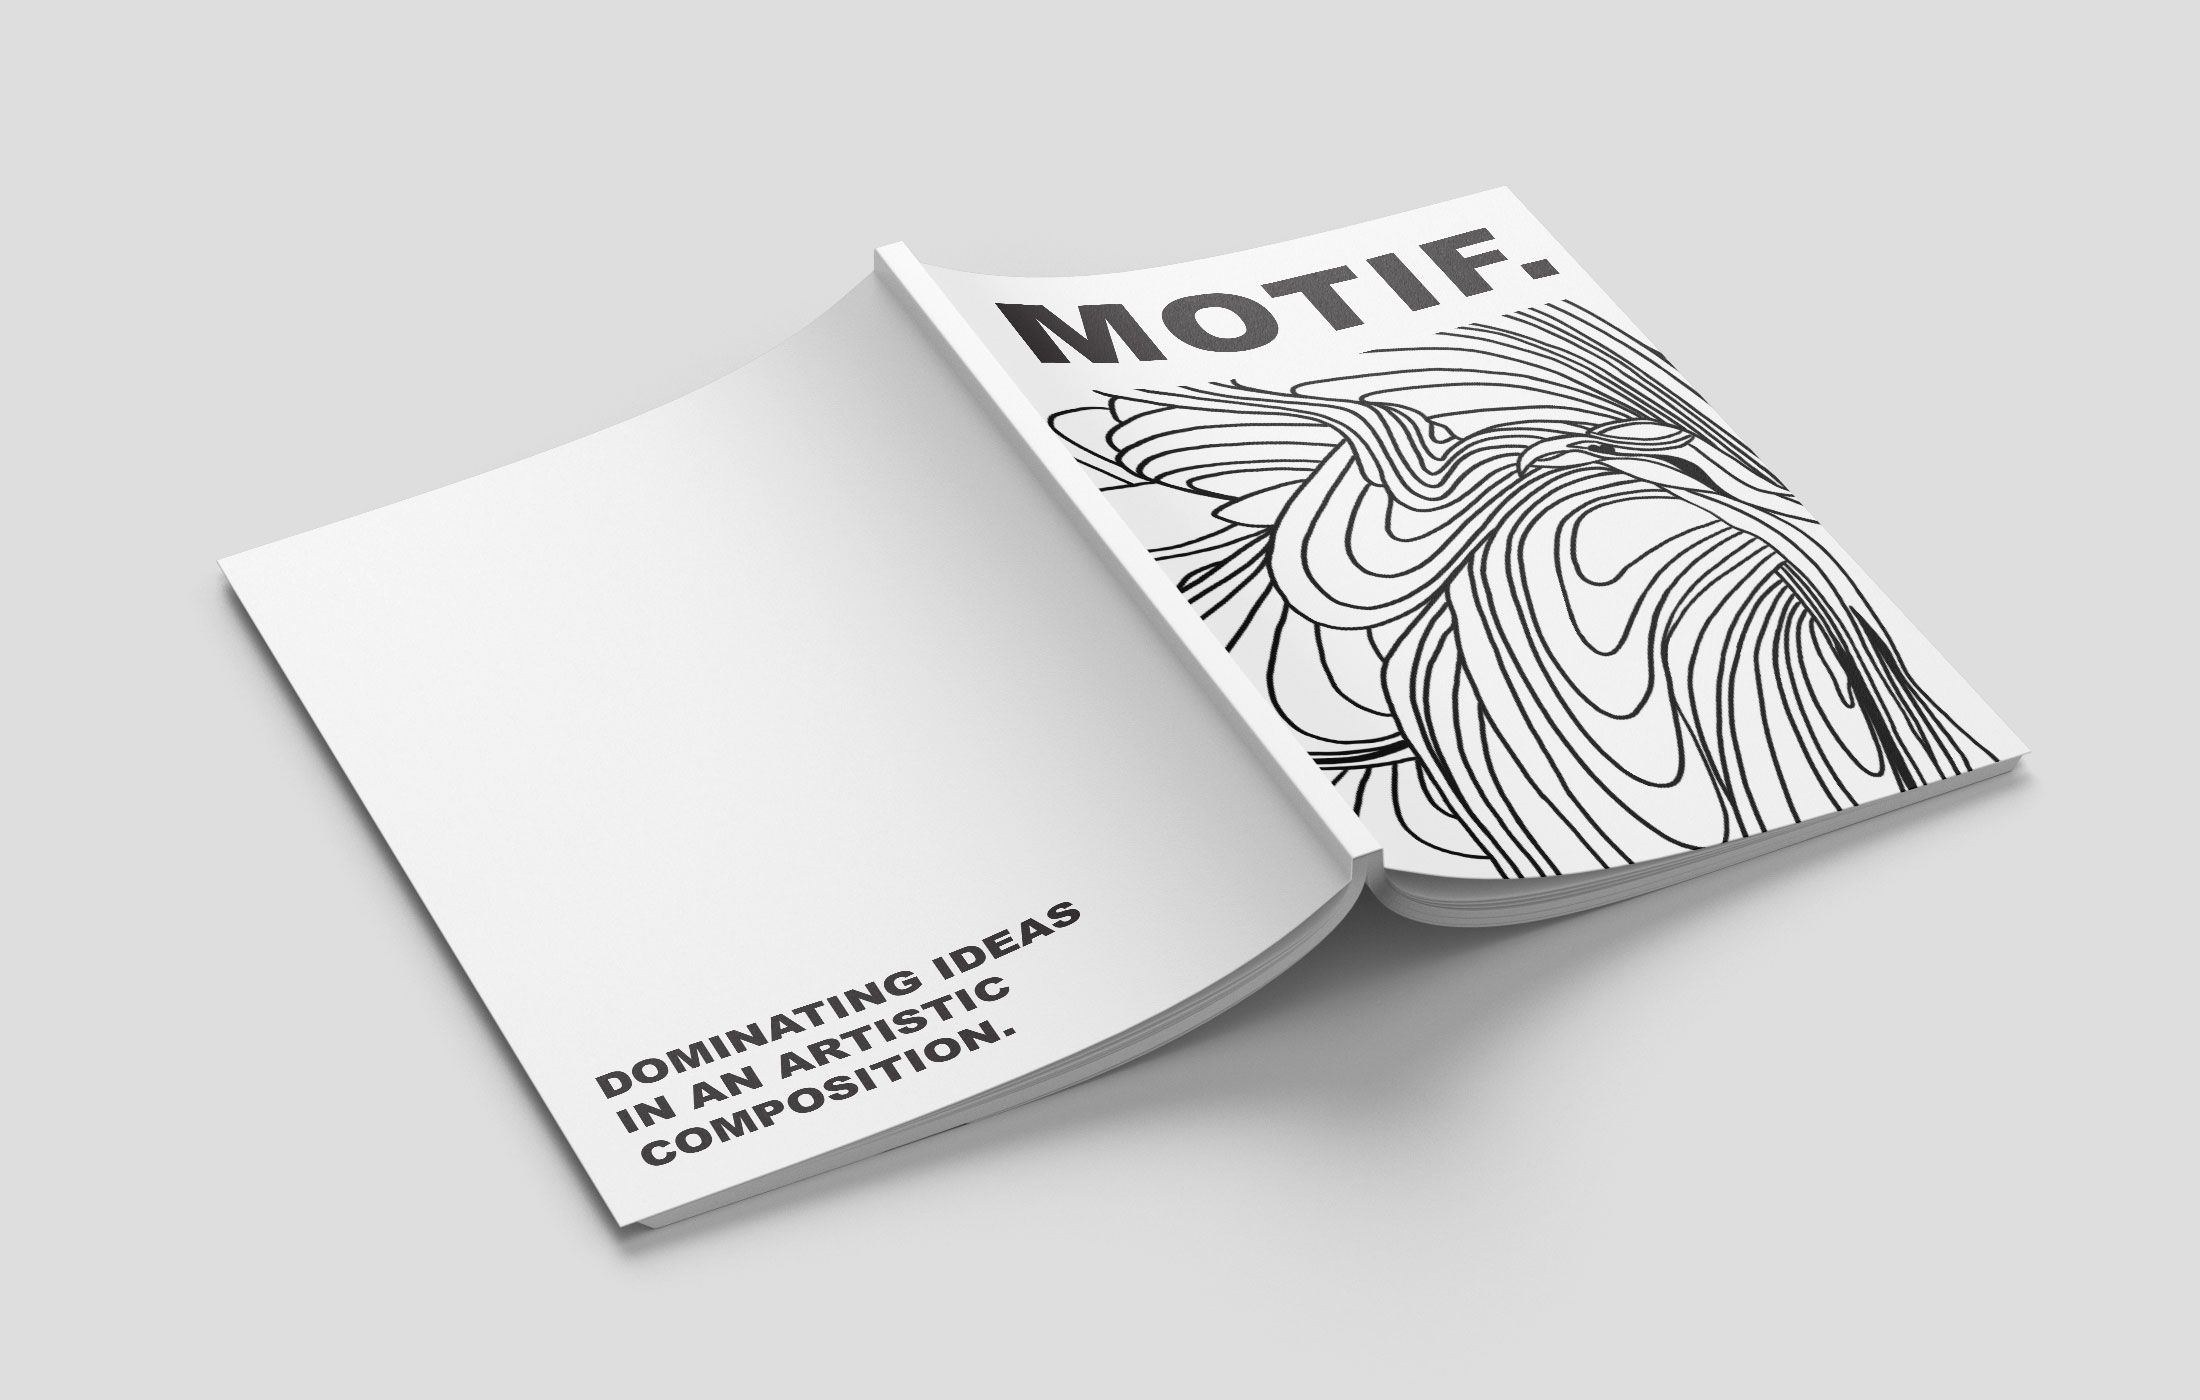 MOTIF.
DOMINATING IDEAS
IN AN ARTISTIC
COMPOSITION.